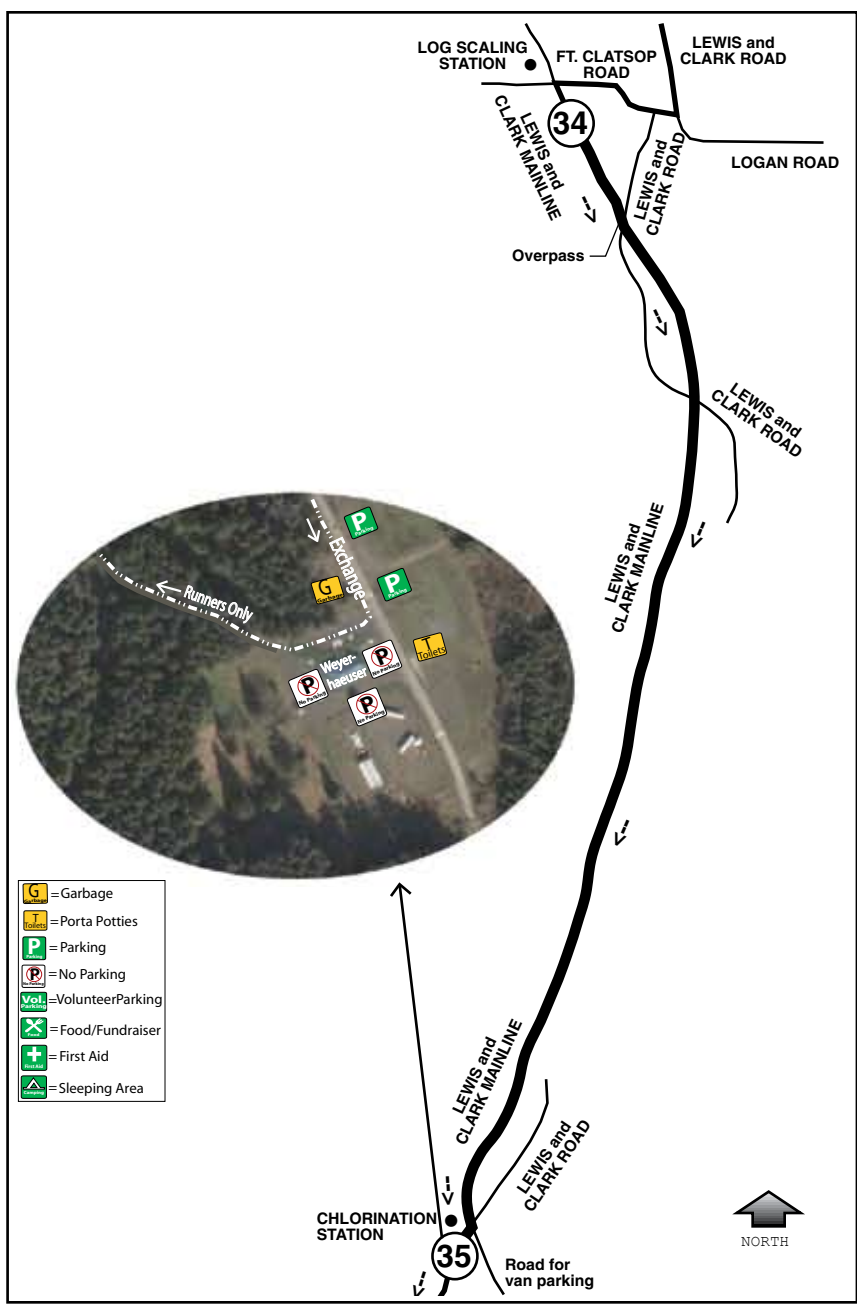 LOG SCALING
STATION
FT. CLATSOP
ROAD
LEWIS and
CLARK ROAD
34
LEWIS and
CLARK MAINLINE
LEWIS and
CLARK ROAD
LOGAN ROAD
Overpass
LEWIS and
CLARK ROAD
LEWIS and
CLARK MAINLINE
P
Parking
Exchange
G
Garbage
P
Parking
Runners Only
T
Toilets
Weyer-
haeuser
P
No Parking
P
No Parking
P
No Parking
G
Garbage
=Garbage
T
Toilets
=Porta Potties
P
Parking
=Parking
P
No Parking
=No Parking
Vol.
Parking
=VolunteerParking
Food
=Food/Fundraiser
First Aid
=First Aid
Camping
=Sleeping Area
LEWIS and
CLARK MAINLINE
LEWIS and
CLARK ROAD
CHLORINATION
STATION
35
Road for
van parking
NORTH